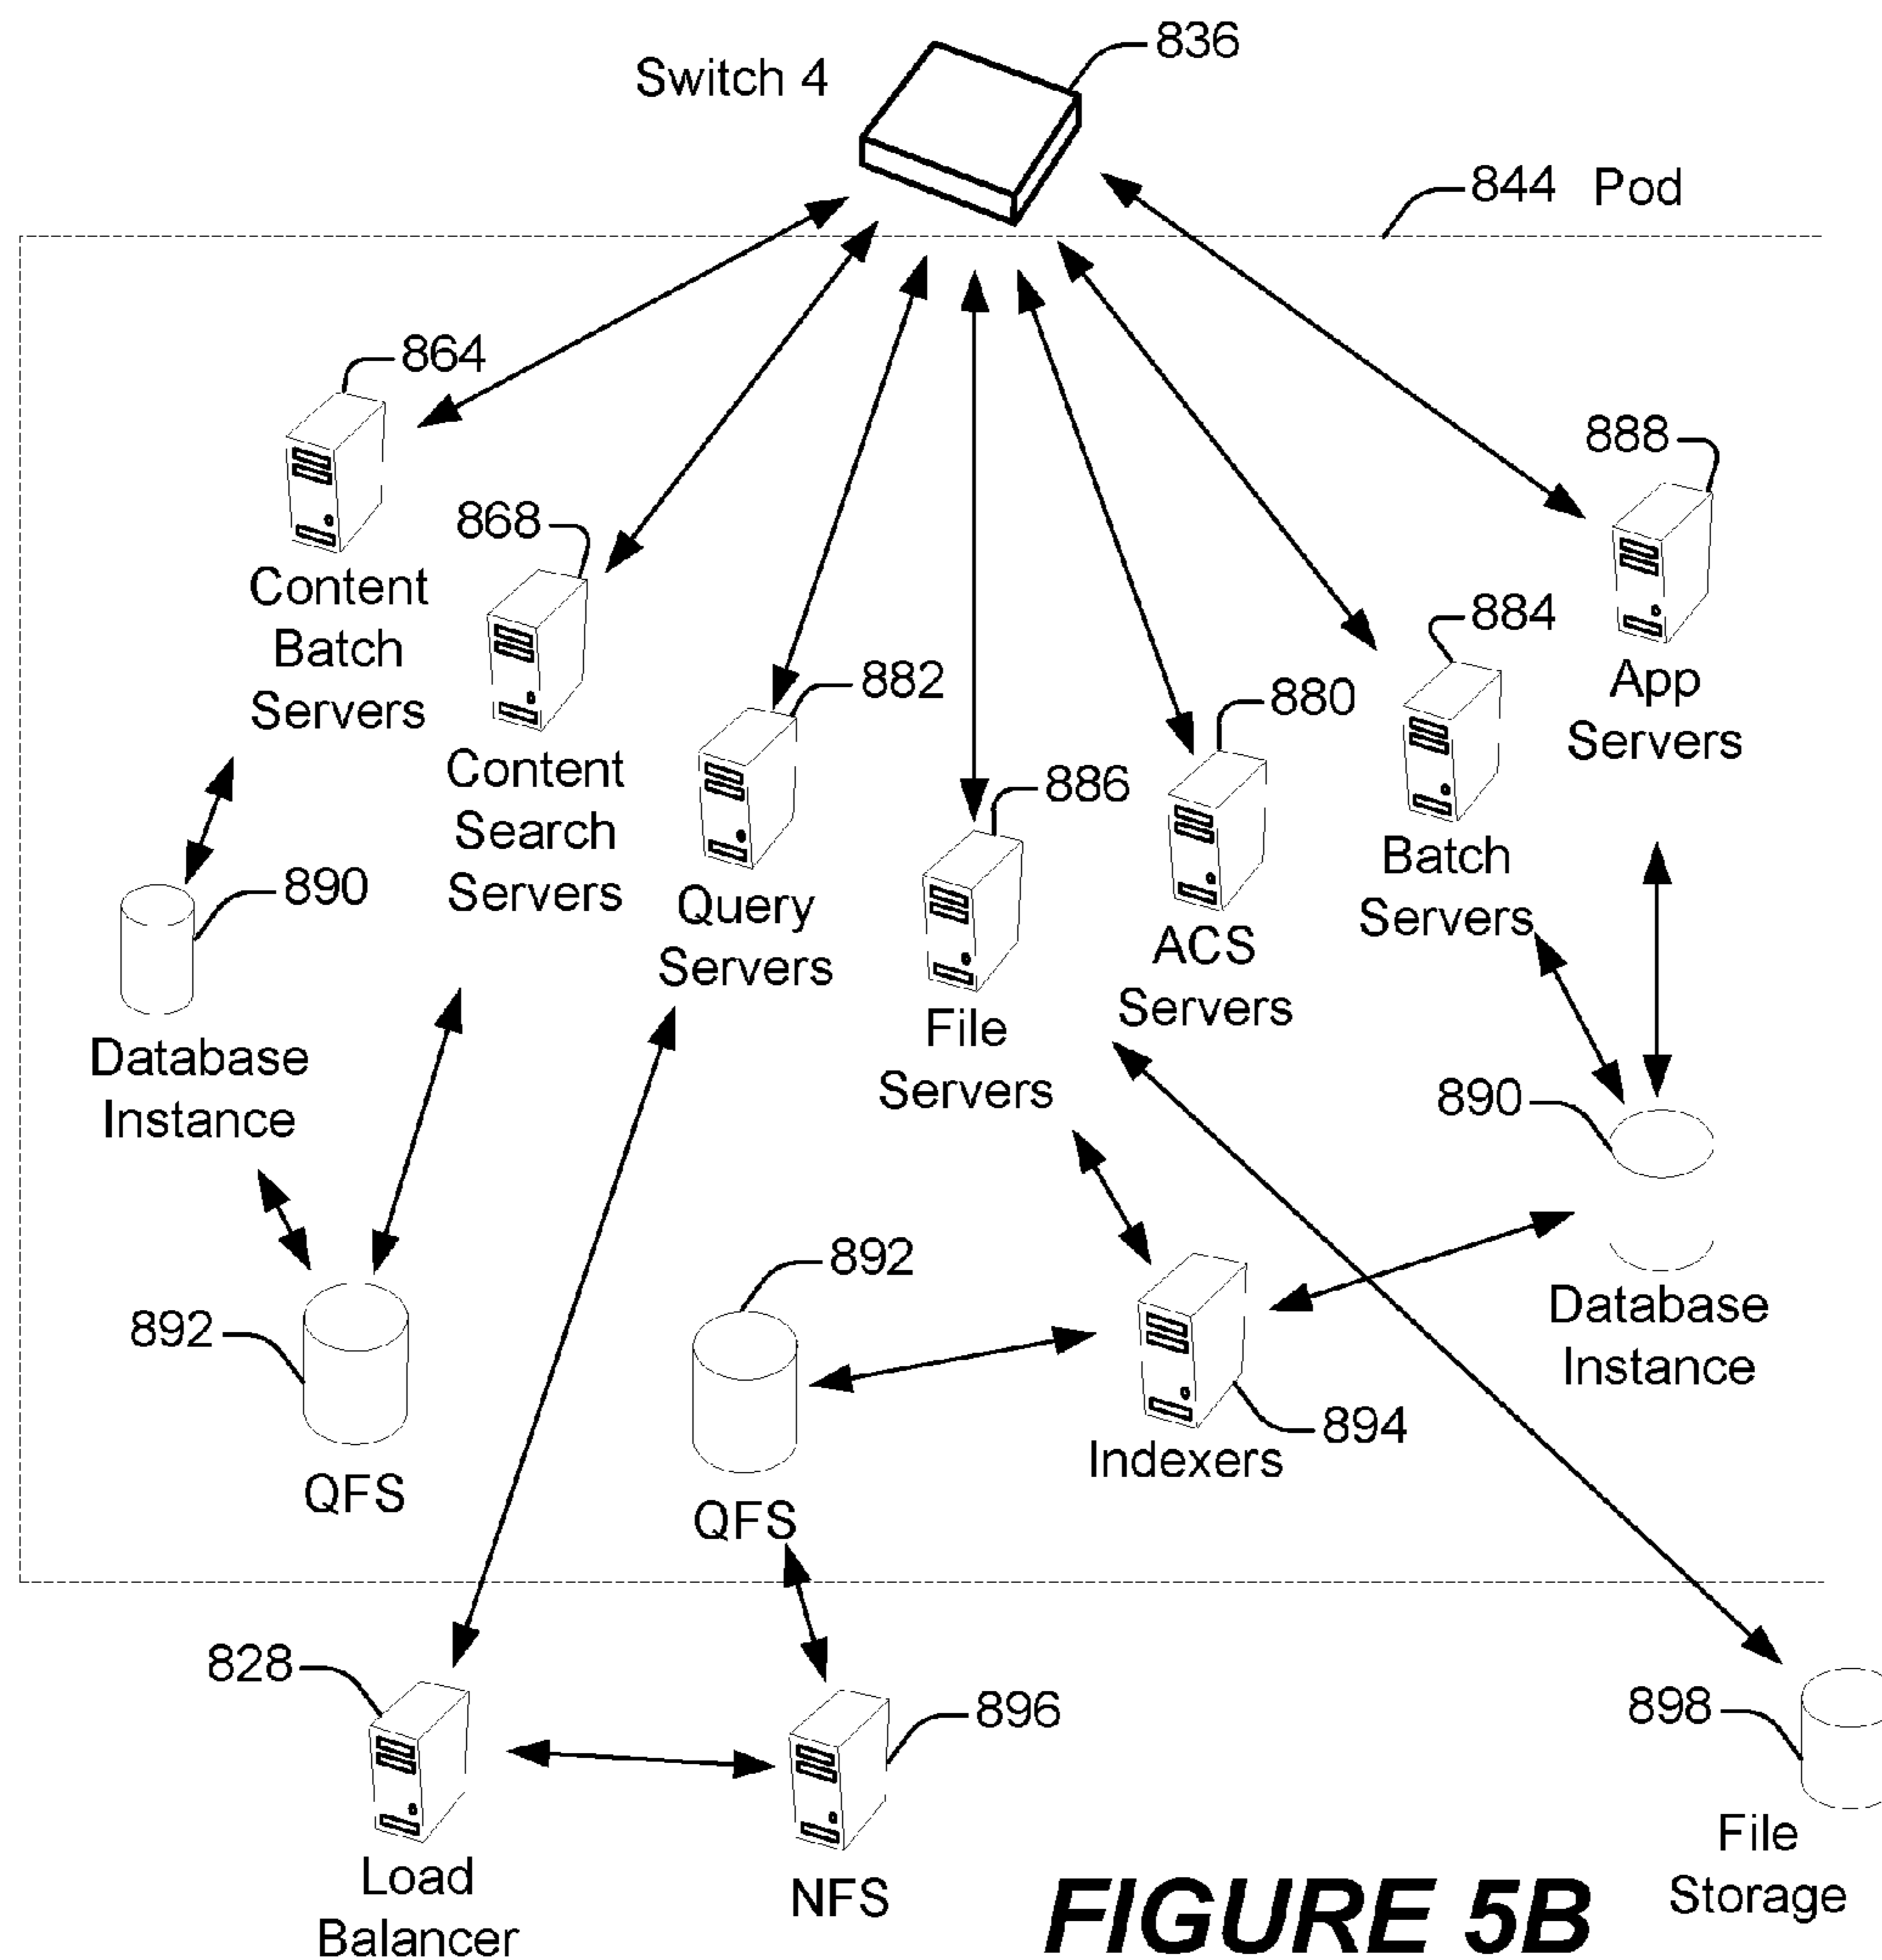 836
Switch 4
844 Pod
864
888
868
Content
Batch
Servers
884
882
880
App
Servers
Content
Search
Servers
886
Batch
Servers
890
Query
Servers
ACS
Servers
File
Servers
Database
Instance
890
892
892
Database
Instance
894
Indexers
QFS
QFS
828
896
898
File
Storage
Load
Balancer
NFS
FIGURE 5B